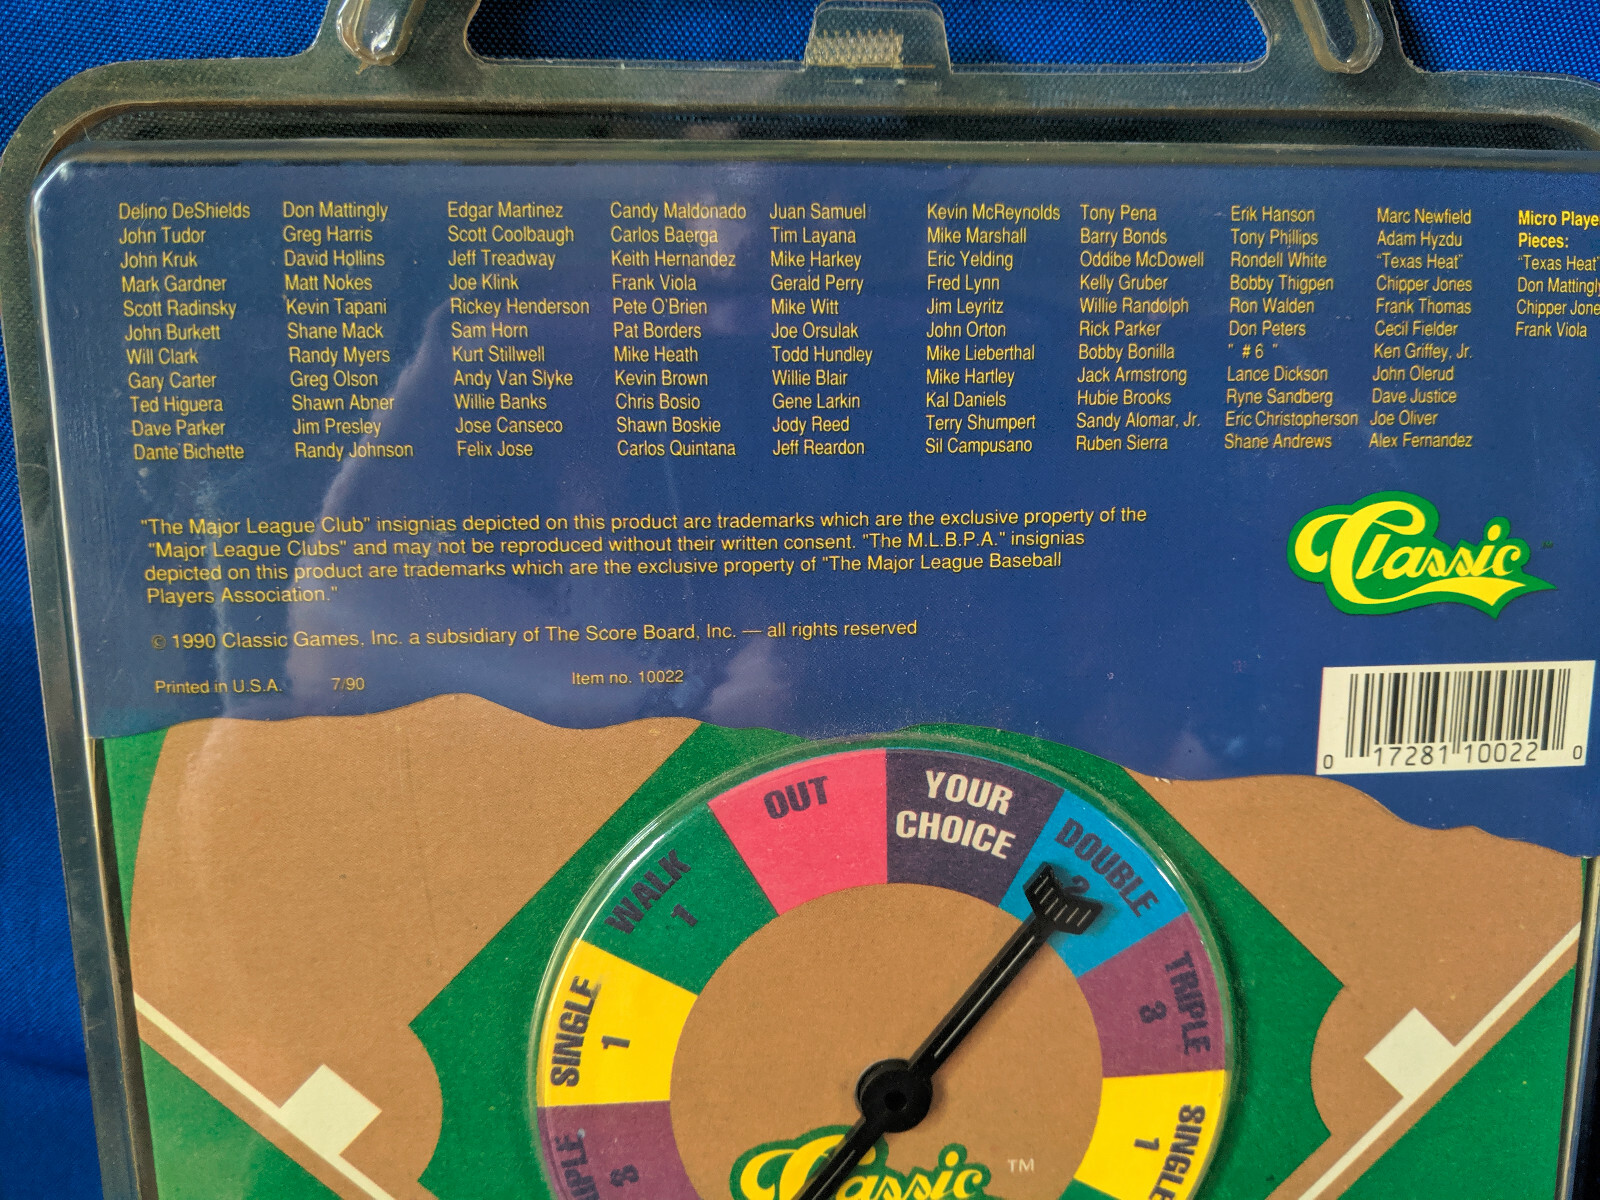 Delino DeShields
John Tudor
John Kruk
Mark Gardner
Scott Radinsky
John Burkett
Will Clark
Gary Carter
Ted Higuera
Dave Parker
Dante Bichette
Don Mattingly
Greg Harris
David Hollins
Matt Nokes
Kevin Tapani
Shane Mack
Randy Myers
Greg Olson
Shawn Abner
Jim Presley
Randy Johnson
Edgar Martinez
Scott Coolbaugh
Jeff Treadway
Joe Klink
Rickey Henderson
Sam Horn
Kurt Stillwell
Andy Van Slyke
Willie Banks
Jose Canseco
Felix Jose
Candy Maldonado
Carlos Baerga
Keith Hernandez
Frank Viola
Pete O'Brien
Pat Borders
Mike Heath
Kevin Brown
Chris Bosio
Shawn Boskie
Carlos Quintana
Juan Samuel
Tim Layana
Mike Harkey
Gerald Perry
Mike Witt
Joe Orsulak
Todd Hundley
Willie Blair
Gene Larkin
Jody Reed
Jeff Reardon
Kevin McReynolds
Mike Marshall
Eric Yelding
Fred Lynn
Jim Leyritz
John Orton
Mike Lieberthal
Mike Hartley
Kal Daniels
Terry Shumpert
Sil Campusano
Tony Pena
Barry Bonds
Oddibe McDowell
Kelly Gruber
Willie Randolph
Rick Parker
Bobby Bonilla
Jack Armstrong
Hubie Brooks
Sandy Alomar, Jr.
Ruben Sierra
Erik Hanson
Tony Phillips
Rondell White
Bobby Thigpen
Ron Walden
Don Peters
" #6 "
Lance Dickson
Ryne Sandberg
Eric Christopherson
Shane Andrews
Marc Newfield
Adam Hyzdu
"Texas Heat"
Chipper Jones
Frank Thomas
Cecil Fielder
Ken Griffey, Jr.
John Olerud
Dave Justice
Joe Oliver
Alex Fernandez
Micro Playe
Pieces:
"Texas Heat"
Don Mattingly
Chipper Jone
Frank Viola
"The Major League Club" insignias depicted on this product are trademarks which are the exclusive property of the
"Major League Clubs" and may not be reproduced without their written consent. "The M.L.B.P.A." insignias
depicted on this product are trademarks which are the exclusive property of "The Major League Baseball
Players Association."
© 1990 Classic Games, Inc. a subsidiary of The Score Board, Inc. — all rights reserved
Printed in U.S.A. 7/90 Item no. 10022
Classic
0 17281 10022 0
OUT
YOUR
CHOICE
DOUBLE
2
WALK
1
TRIPLE
3
SINGLE
1
SINGLE
1
IPLE
3
Classic TM